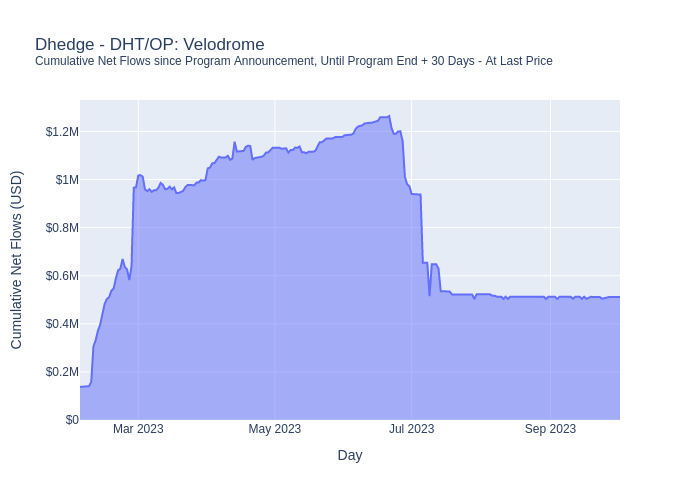 Dhedge - DHT/OP: Velodrome
Cumulative Net Flows since Program Announcement, Until Program End + 30 Days - At Last Price
Cumulative Net Flows (USD)
$1.2M
$1M
$0.8M
$0.6M
$0.4M
$0.2M
$0
Mar 2023
May 2023
Jul 2023
Sep 2023
Day